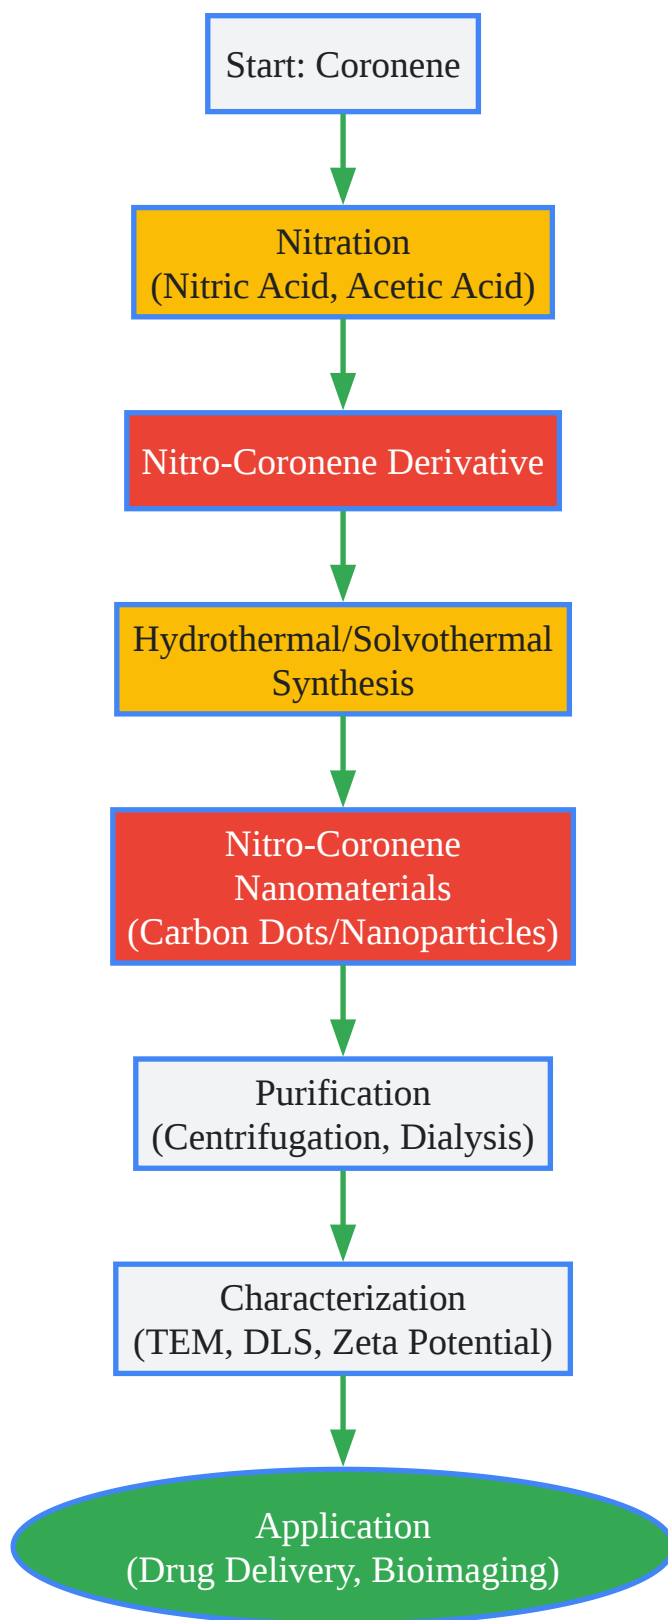 Start: Coronene
Nitration
(Nitric Acid, Acetic Acid)
Nitro-Coronene Derivative
Hydrothermal/Solvothermal
Synthesis
Nitro-Coronene
Nanomaterials
(Carbon Dots/Nanoparticles)
Purification
(Centrifugation, Dialysis)
Characterization
(TEM, DLS, Zeta Potential)
Application
(Drug Delivery, Bioimaging)